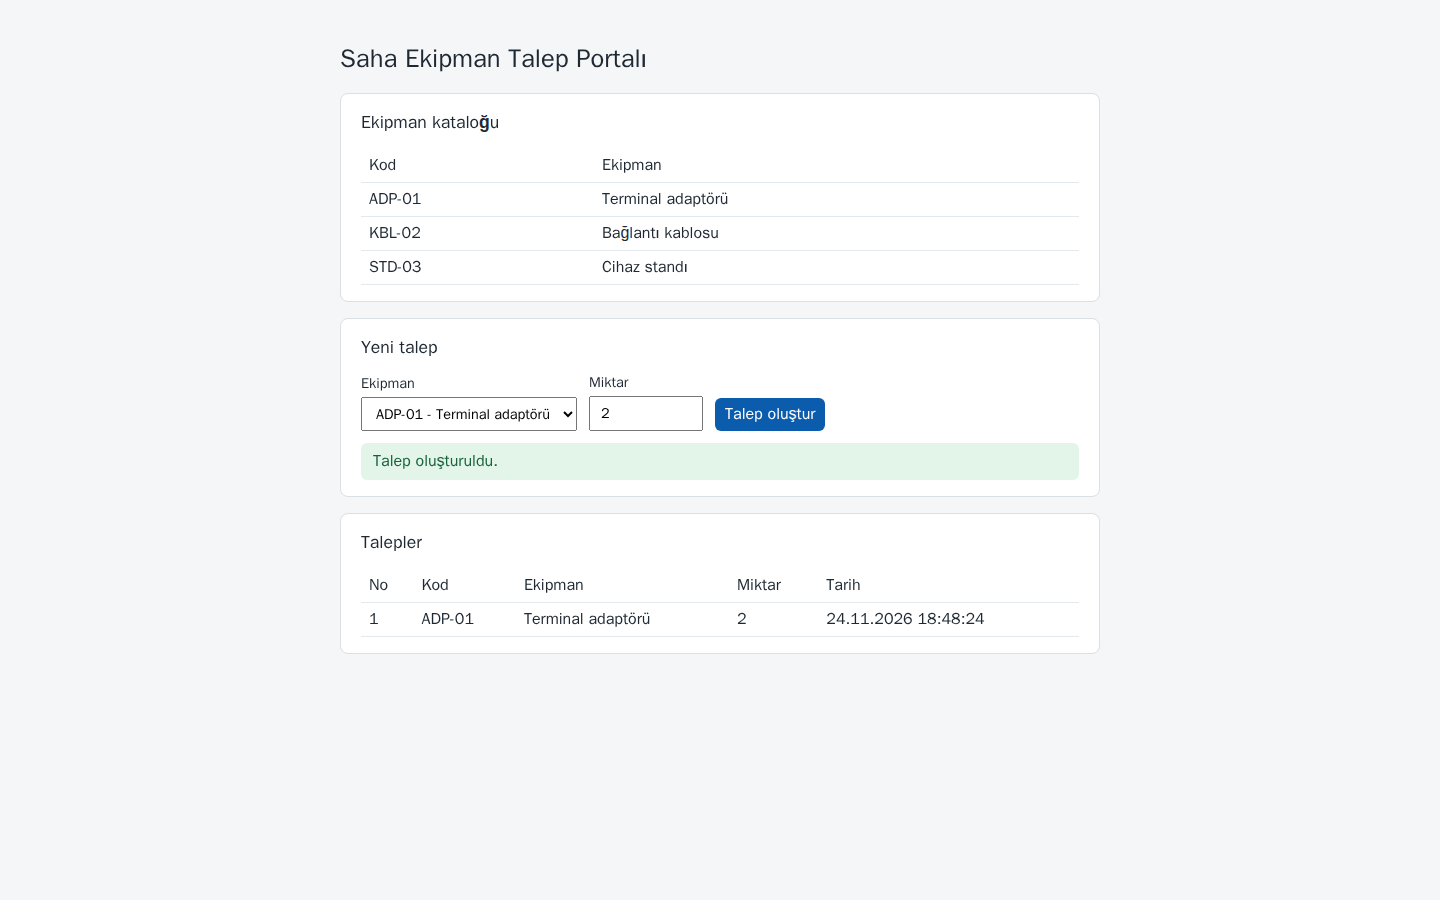 Saha Ekipman Talep Portalı
Ekipman kataloğu
Kod Ekipman
ADP-01 Terminal adaptörü
KBL-02 Bağlantı kablosu
STD-03 Cihaz standı
Yeni talep
Ekipman Miktar
ADP-01 - Terminal adaptörü 2 Talep oluştur
Talep oluşturuldu.
Talepler
No Kod Ekipman Miktar Tarih
1 ADP-01 Terminal adaptörü 2 24.11.2026 18:48:24